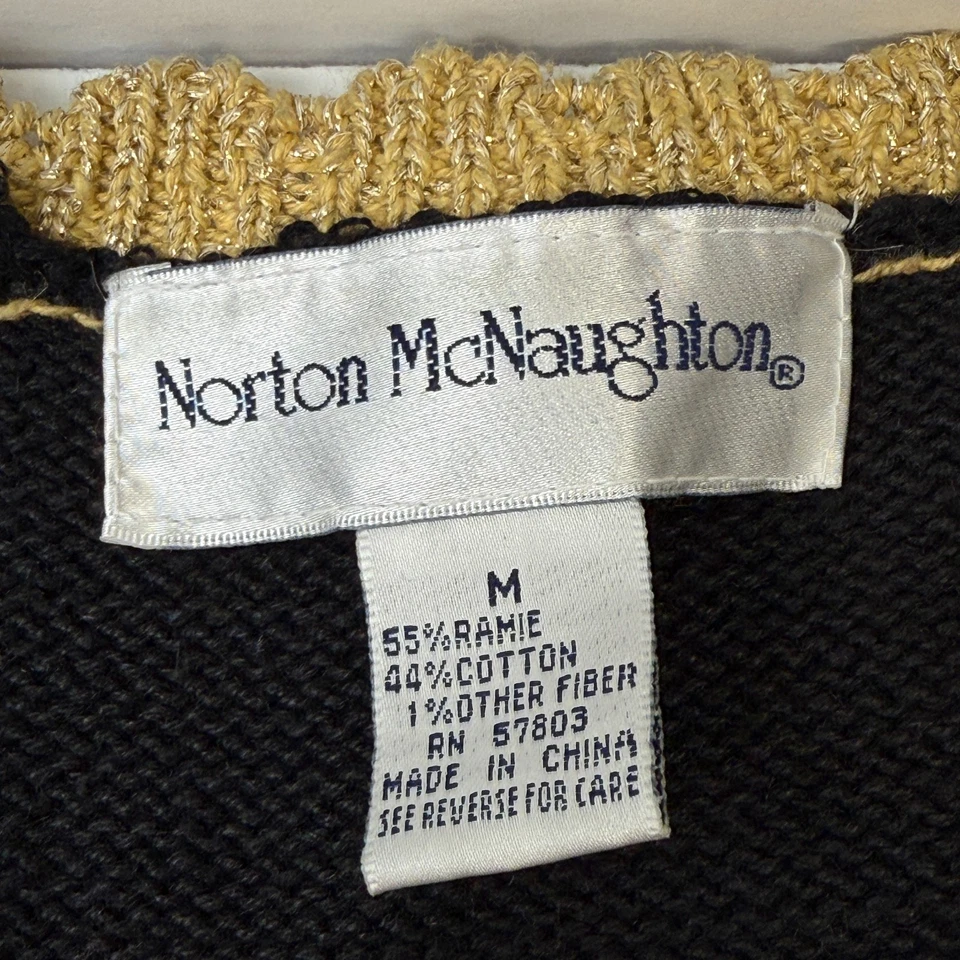 Norton McNaughton®
M
55%RAMIE
44%COTTON
1%OTHER FIBER
RN 57803
MADE IN CHINA
SEE REVERSE FOR CARE